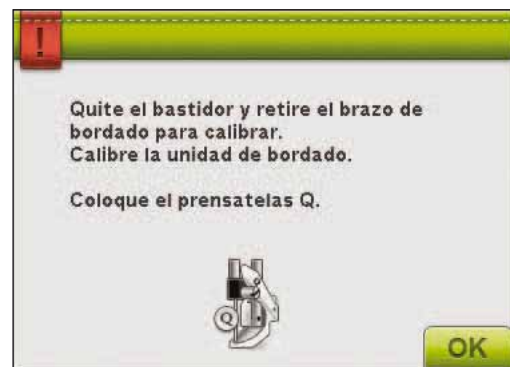 !
Quite el bastidor y retire el brazo de
bordado para calibrar.
Calibre la unidad de bordado.
Coloque el prensatelas Q.
Q
OK